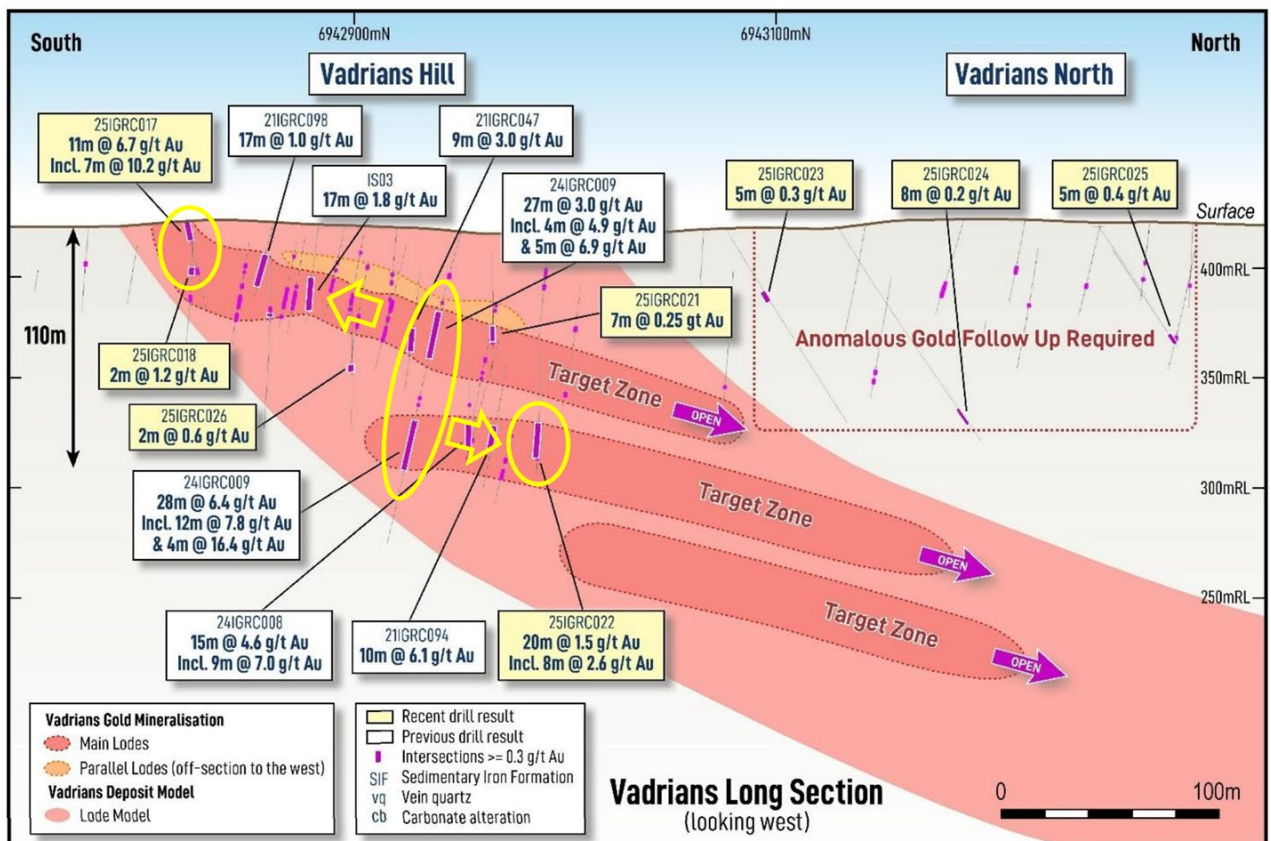 South
6942900mN
6943100mN
North
Vadrians Hill
Vadrians North
25IGRC017
11m @ 6.7 g/t Au
Incl. 7m @ 10.2 g/t Au
21IGRC098
17m @ 1.0 g/t Au
21IGRC047
9m @ 3.0 g/t Au
IS03
17m @ 1.8 g/t Au
24IGRC009
27m @ 3.0 g/t Au
Incl. 4m @ 4.9 g/t Au
& 5m @ 6.9 g/t Au
25IGRC023
5m @ 0.3 g/t Au
25IGRC024
8m @ 0.2 g/t Au
25IGRC025
5m @ 0.4 g/t Au
Surface
400mRL
110m
25IGRC021
7m @ 0.25 gt Au
Anomalous Gold Follow Up Required
25IGRC018
2m @ 1.2 g/t Au
Target Zone
OPEN
350mRL
25IGRC026
2m @ 0.6 g/t Au
24IGRC009
28m @ 6.4 g/t Au
Incl. 12m @ 7.8 g/t Au
& 4m @ 16.4 g/t Au
Target Zone
OPEN
300mRL
250mRL
24IGRC008
15m @ 4.6 g/t Au
Incl. 9m @ 7.0 g/t Au
21IGRC094
10m @ 6.1 g/t Au
25IGRC022
20m @ 1.5 g/t Au
Incl. 8m @ 2.6 g/t Au
Target Zone
OPEN
Vadrians Gold Mineralisation
Main Lodes
Parallel Lodes (off-section to the west)
Vadrians Deposit Model
Lode Model
Recent drill result
Previous drill result
Intersections >= 0.3 g/t Au
SIF Sedimentary Iron Formation
vq Vein quartz
cb Carbonate alteration
Vadrians Long Section
(looking west)
0 100m